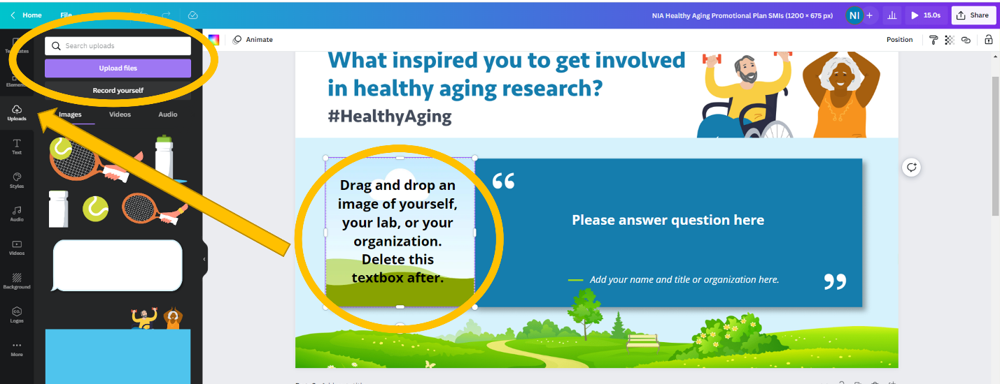 Home
File
NIA Healthy Aging Promotional Plan SMIs (1200 × 675 px)
NI
+
15.0s
Share
Search uploads
Animate
Position
Upload files
Record yourself
Uploads
Images
Videos
Audio
Text
Styles
Audio
Videos
Background
CO.
Logos
More
What inspired you to get involved
in healthy aging research?
#HealthyAging
Drag and drop an
image of yourself,
your lab, or your
organization.
Delete this
textbox after.
“
Please answer question here
Add your name and title or organization here.
”